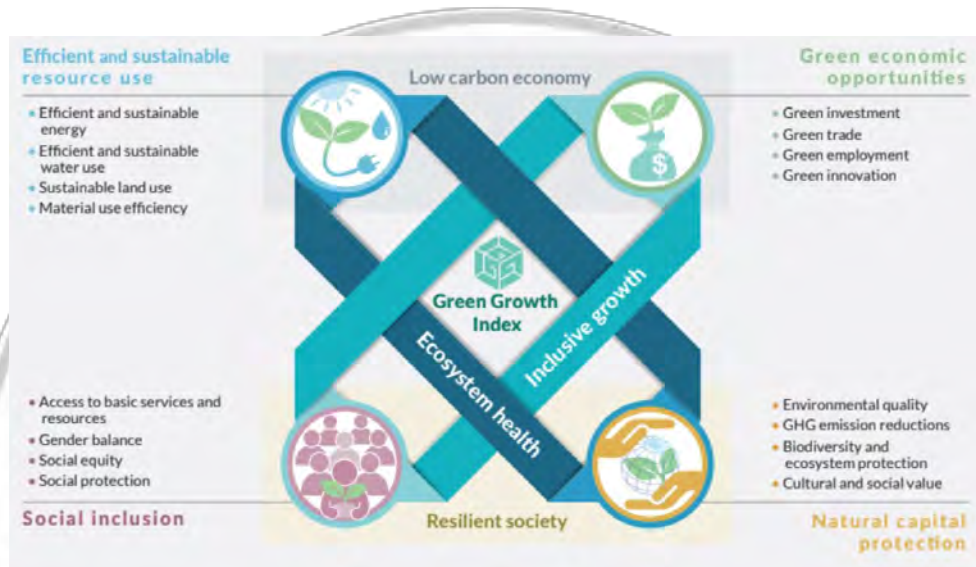 Efficient and sustainable
resource use
Efficient and sustainable
energy
Efficient and sustainable
water use
Sustainable land use
Material use efficiency
Low carbon economy
Green economic
opportunities
Green investment
Green trade
Green employment
Green innovation
$
Green Growth
Index
Ecosystem health
Inclusive growth
Access to basic services and
resources
Gender balance
Social equity
Social protection
Social inclusion
Resilient society
Environmental quality
GHG emission reductions
Biodiversity and
ecosystem protection
Cultural and social value
Natural capital
protection